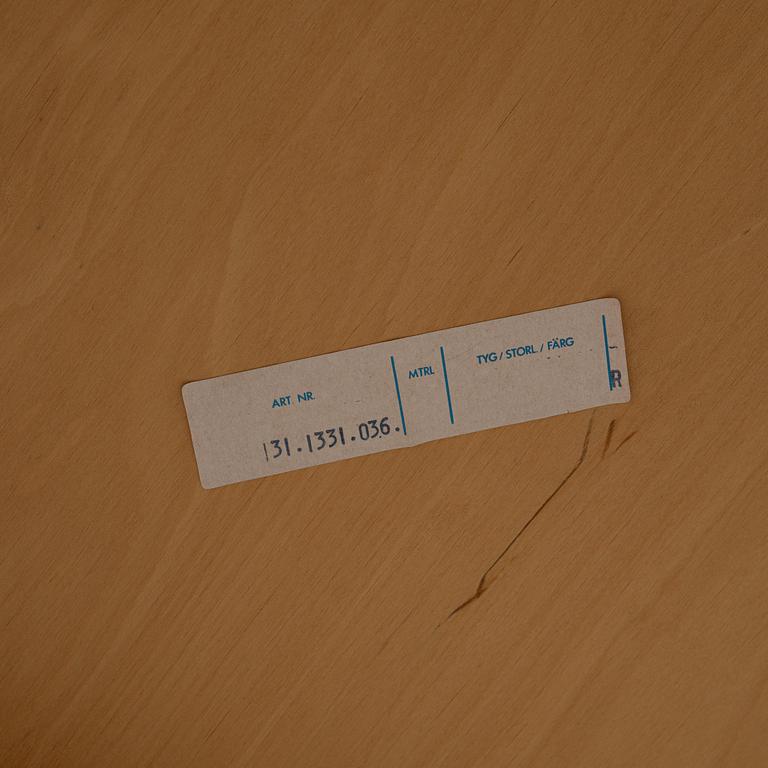 ART. NR. MTRL TYG / STORL. / FÄRG
131.1331.036. R